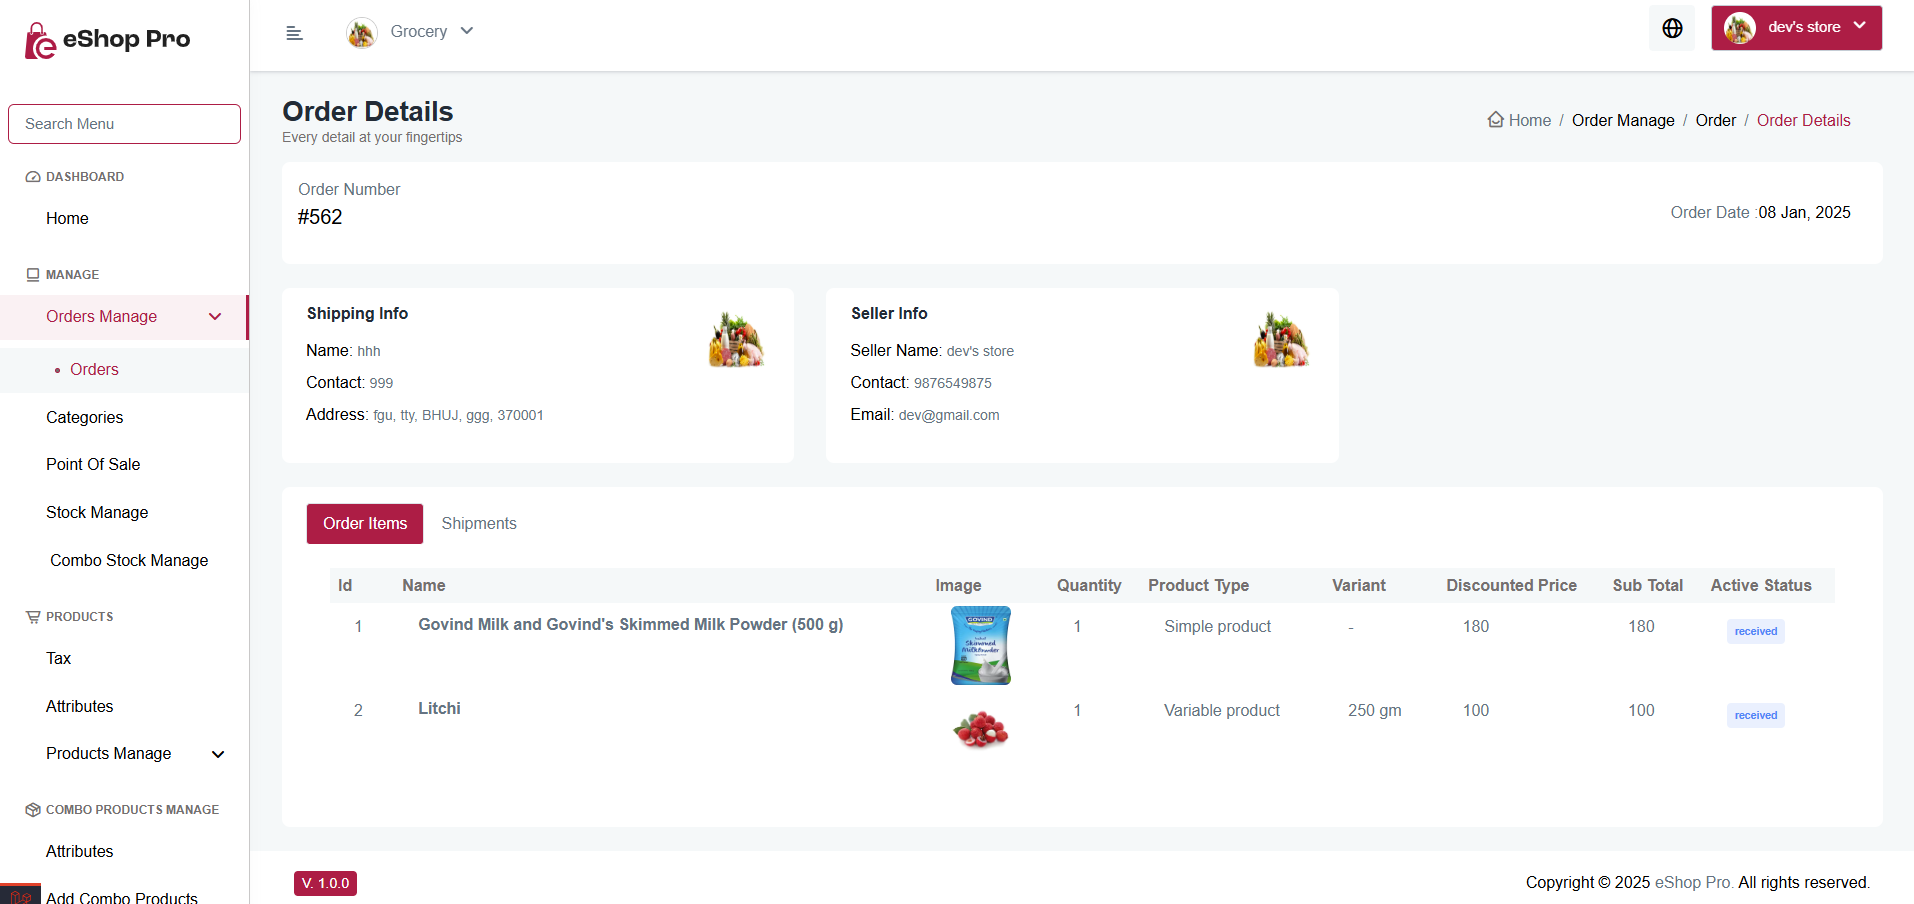 eShop Pro
Grocery
dev's store
Search Menu
DASHBOARD
Home
MANAGE
Orders Manage
Orders
Categories
Point Of Sale
Stock Manage
Combo Stock Manage
PRODUCTS
Tax
Attributes
Products Manage
COMBO PRODUCTS MANAGE
Attributes
Add Combo Products
Order Details
Every detail at your fingertips
Home / Order Manage / Order / Order Details
Order Number
#562
Order Date :08 Jan, 2025
Shipping Info
Name: hhh
Contact: 999
Address: fgu, tty, BHUJ, ggg, 370001
Seller Info
Seller Name: dev's store
Contact: 9876549875
Email: dev@gmail.com
Order Items Shipments
Id Name Image Quantity Product Type Variant Discounted Price Sub Total Active Status
1 Govind Milk and Govind's Skimmed Milk Powder (500 g) 1 Simple product - 180 180 received
GOVIND
Skimmed
Milk Powder
2 Litchi 1 Variable product 250 gm 100 100 received
V. 1.0.0
Copyright © 2025 eShop Pro. All rights reserved.